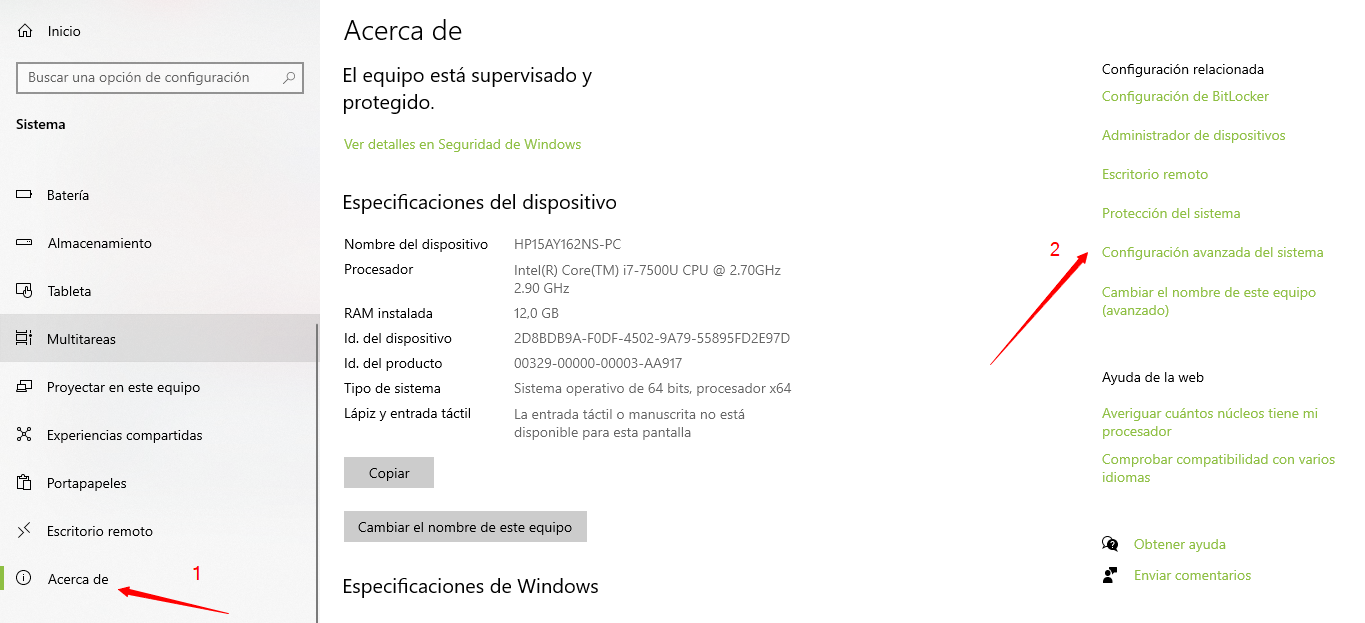 Inicio
Buscar una opción de configuración
Sistema
Batería
Almacenamiento
Tableta
Multitareas
Proyectar en este equipo
Experiencias compartidas
Portapapeles
Escritorio remoto
Acerca de
1
Acerca de
El equipo está supervisado y
protegido.
Ver detalles en Seguridad de Windows
Especificaciones del dispositivo
Nombre del dispositivo HP15AY162NS-PC
Procesador Intel(R) Core(TM) i7-7500U CPU @ 2.70GHz
2.90 GHz
RAM instalada 12,0 GB
Id. del dispositivo 2D8BDB9A-F0DF-4502-9A79-55895FD2E97D
Id. del producto 00329-00000-00003-AA917
Tipo de sistema Sistema operativo de 64 bits, procesador x64
Lápiz y entrada táctil La entrada táctil o manuscrita no está
disponible para esta pantalla
Copiar
Cambiar el nombre de este equipo
Especificaciones de Windows
Configuración relacionada
Configuración de BitLocker
Administrador de dispositivos
Escritorio remoto
Protección del sistema
2
Configuración avanzada del sistema
Cambiar el nombre de este equipo
(avanzado)
Ayuda de la web
Averiguar cuántos núcleos tiene mi
procesador
Comprobar compatibilidad con varios
idiomas
Obtener ayuda
Enviar comentarios